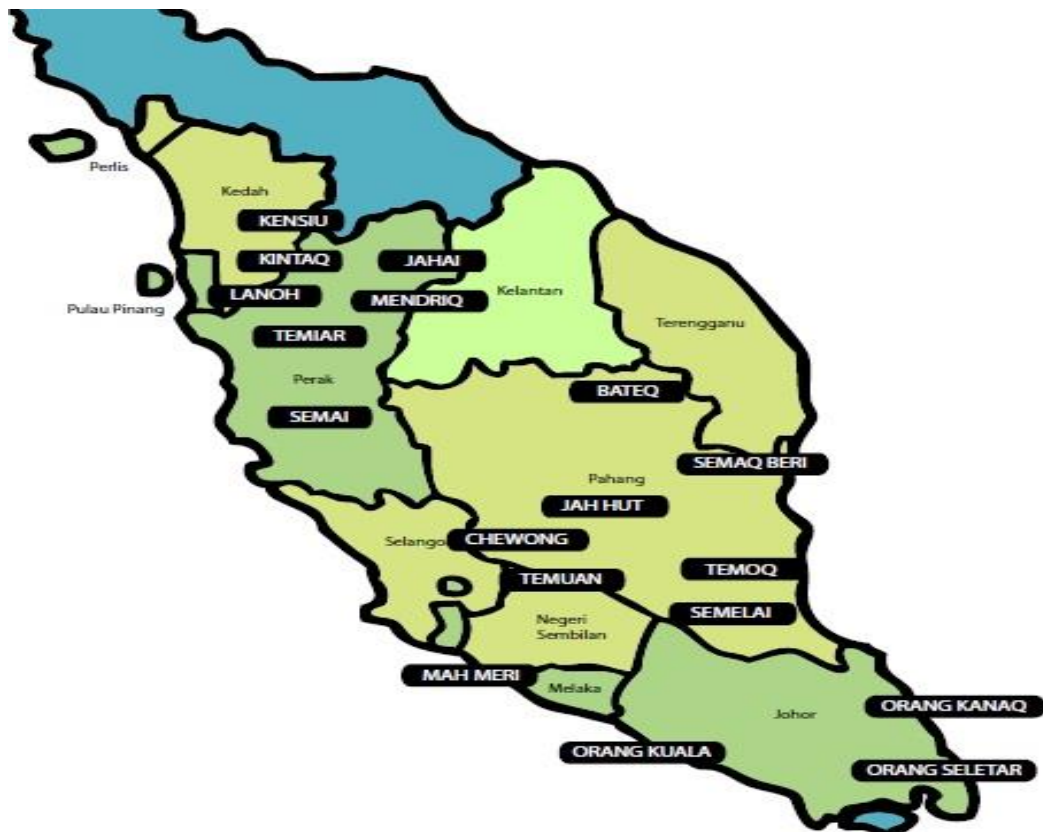 Perlis
Kedah
KENSIU
KINTAQ
JAHAI
LANOH
MENDRIQ
Kelantan
Pulau Pinang
Terengganu
TEMIAR
Perak
BATEQ
SEMAI
SEMAQ BERI
Pahang
JAH HUT
Selango
CHEWONG
TEMUAN
TEMOQ
SEMELAI
Negeri
Sembilan
MAH MERI
Melaka
ORANG KANAQ
Johor
ORANG KUALA
ORANG SELETAR